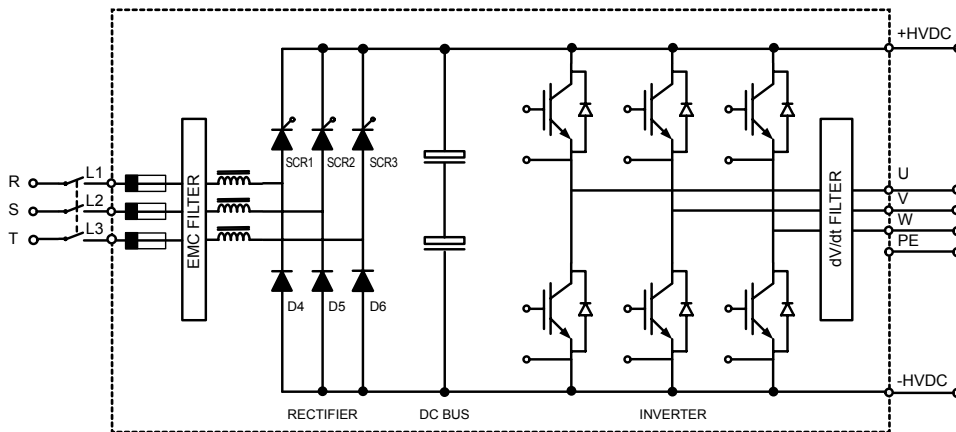 +HVDC
SCR1
SCR2
SCR3
R
L1
S
L2
T
L3
EMC FILTER
D4
D5
D6
dV/dt FILTER
U
V
W
PE
-HVDC
RECTIFIER
DC BUS
INVERTER